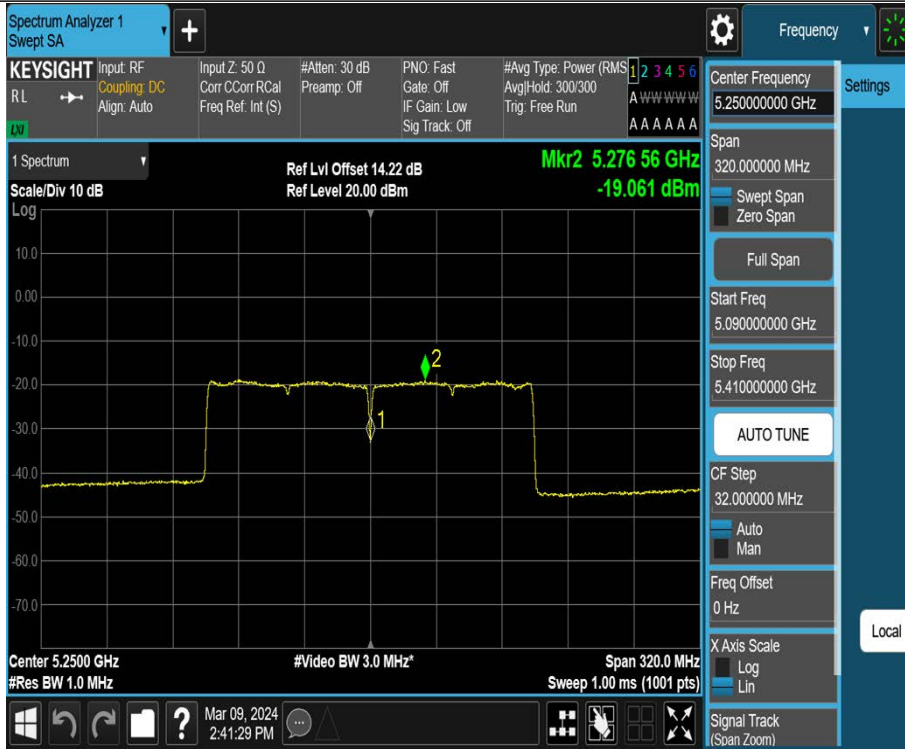 Spectrum Analyzer 1
Swept SA
+
Frequency
KEYSIGHT
RL
LXI
Input: RF
Coupling: DC
Align: Auto
Input Z: 50 Ω
Corr CCorr RCal
Freq Ref: Int (S)
#Atten: 30 dB
Preamp: Off
PNO: Fast
Gate: Off
IF Gain: Low
Sig Track: Off
#Avg Type: Power (RMS
Avg|Hold: 300/300
Trig: Free Run
1 2 3 4 5 6
A W W W W W
A A A A A A
Center Frequency
5.250000000 GHz
Settings
Span
320.000000 MHz
Swept Span
Zero Span
Full Span
Start Freq
5.090000000 GHz
Stop Freq
5.410000000 GHz
AUTO TUNE
CF Step
32.000000 MHz
Auto
Man
Freq Offset
0 Hz
X Axis Scale
Log
Lin
Signal Track
(Span Zoom)
Local
1 Spectrum
Scale/Div 10 dB
Log
Ref Lvl Offset 14.22 dB
Ref Level 20.00 dBm
Mkr2 5.276 56 GHz
-19.061 dBm
10.0
0.00
-10.0
-20.0
-30.0
-40.0
-50.0
-60.0
-70.0
2
1
Center 5.2500 GHz
#Res BW 1.0 MHz
#Video BW 3.0 MHz*
Span 320.0 MHz
Sweep 1.00 ms (1001 pts)
?
Mar 09, 2024
2:41:29 PM